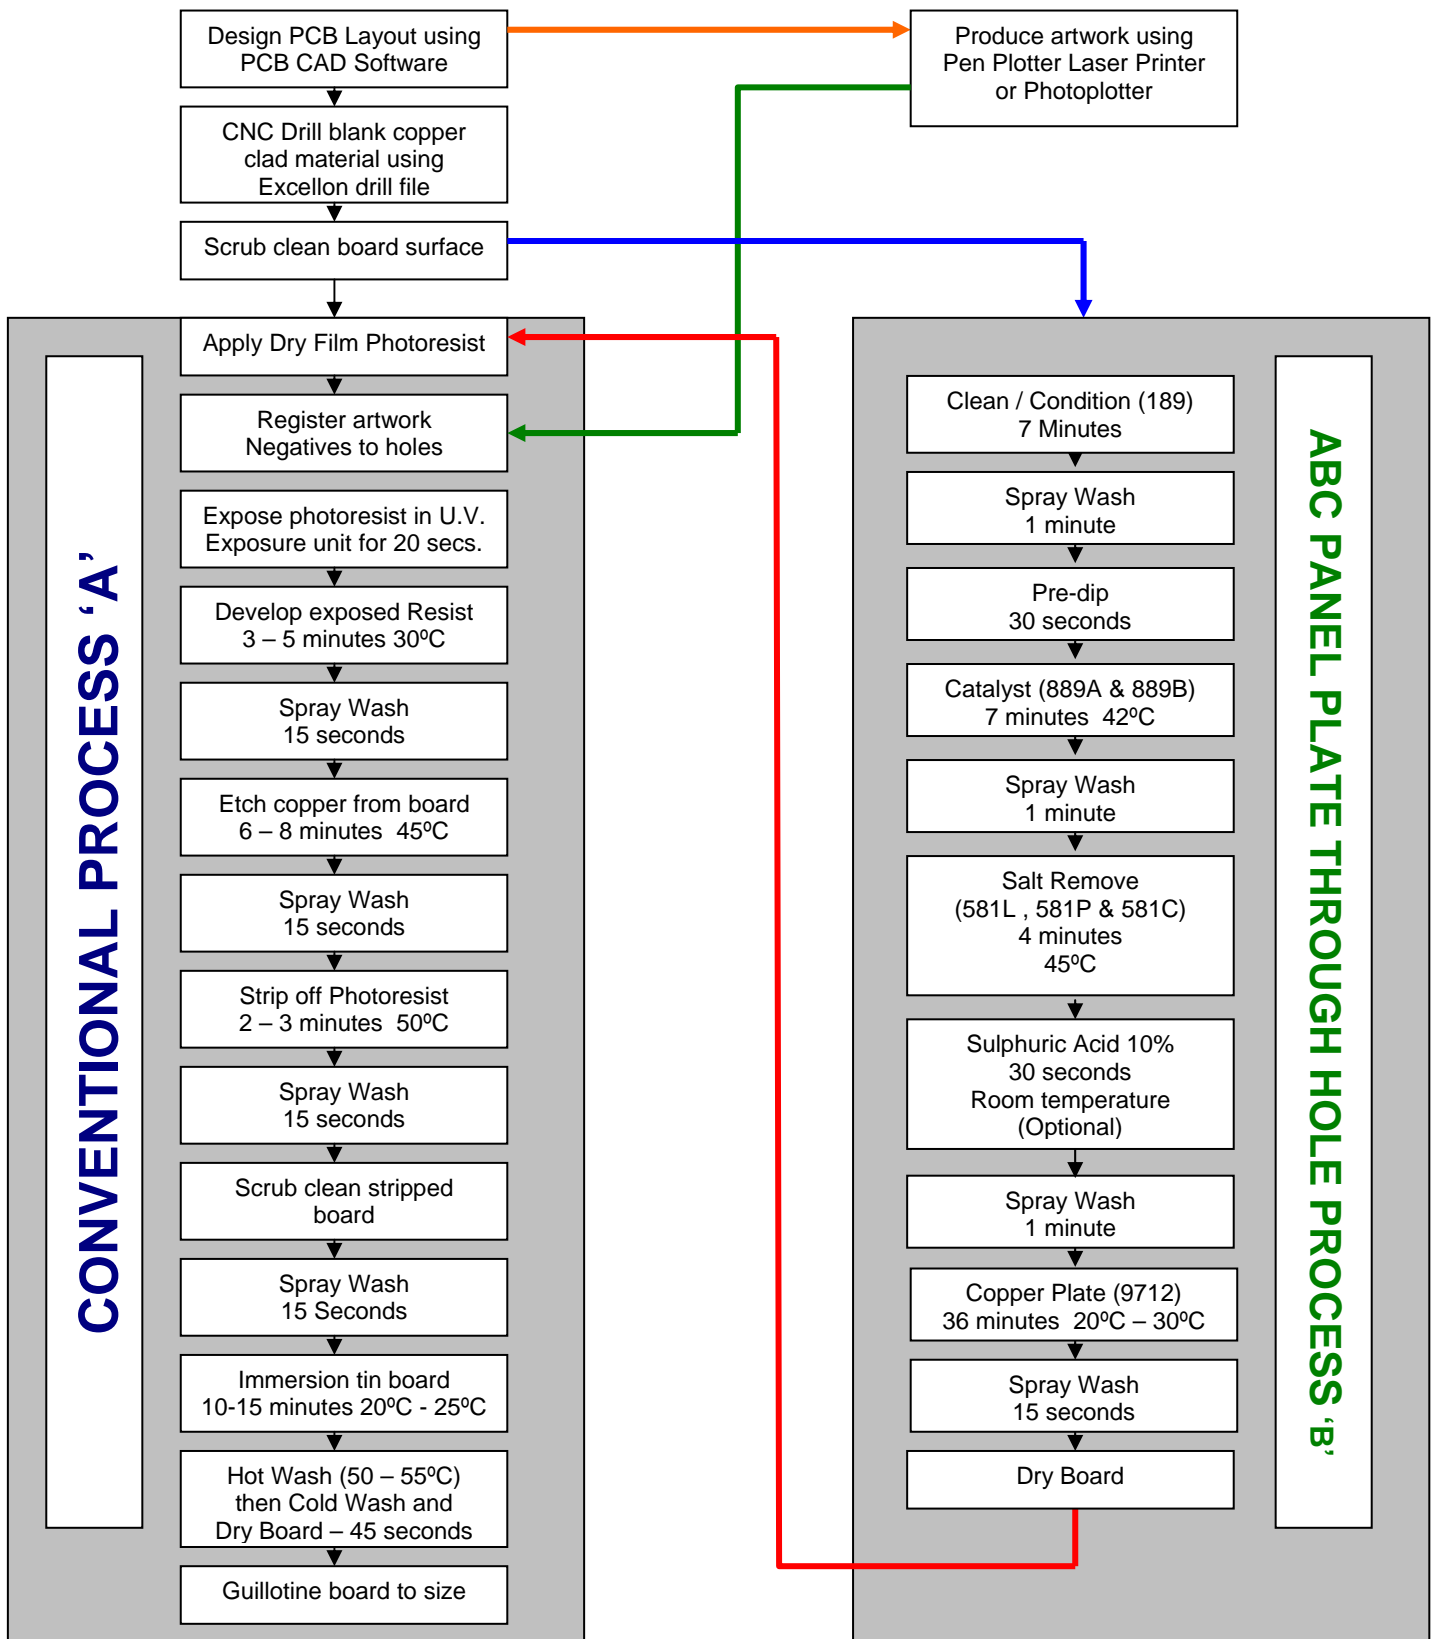 Design PCB Layout using
PCB CAD Software
Produce artwork using
Pen Plotter Laser Printer
or Photoplotter
CNC Drill blank copper
clad material using
Excellon drill file
Scrub clean board surface
CONVENTIONAL PROCESS ‘A’
Apply Dry Film Photoresist
Register artwork
Negatives to holes
Expose photoresist in U.V.
Exposure unit for 20 secs.
Develop exposed Resist
3 – 5 minutes 30ºC
Spray Wash
15 seconds
Etch copper from board
6 – 8 minutes 45ºC
Spray Wash
15 seconds
Strip off Photoresist
2 – 3 minutes 50ºC
Spray Wash
15 seconds
Scrub clean stripped
board
Spray Wash
15 Seconds
Immersion tin board
10-15 minutes 20ºC - 25ºC
Hot Wash (50 – 55ºC)
then Cold Wash and
Dry Board – 45 seconds
Guillotine board to size
Clean / Condition (189)
7 Minutes
Spray Wash
1 minute
Pre-dip
30 seconds
Catalyst (889A & 889B)
7 minutes 42ºC
Spray Wash
1 minute
Salt Remove
(581L , 581P & 581C)
4 minutes
45ºC
Sulphuric Acid 10%
30 seconds
Room temperature
(Optional)
Spray Wash
1 minute
Copper Plate (9712)
36 minutes 20ºC – 30ºC
Spray Wash
15 seconds
Dry Board
ABC PANEL PLATE THROUGH HOLE PROCESS ‘B’